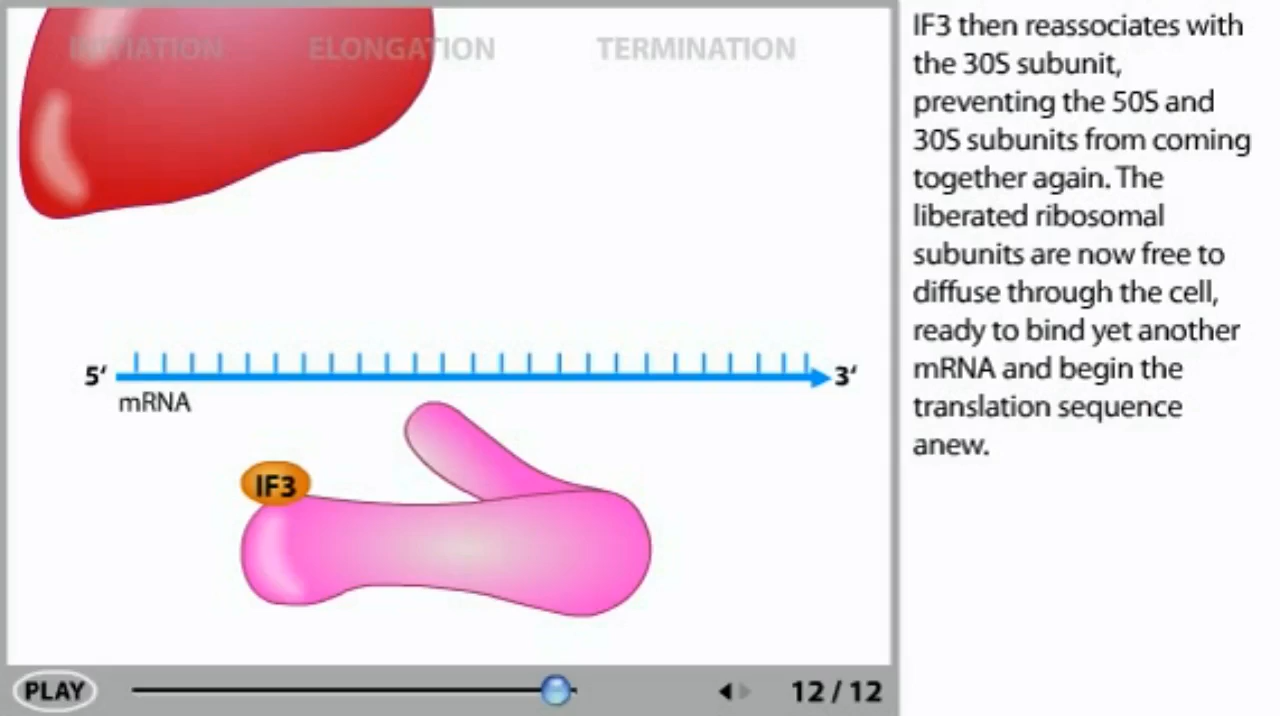 INITIATION ELONGATION TERMINATION
5‘ 3‘
mRNA
IF3
PLAY 12 / 12
IF3 then reassociates with
the 30S subunit,
preventing the 50S and
30S subunits from coming
together again. The
liberated ribosomal
subunits are now free to
diffuse through the cell,
ready to bind yet another
mRNA and begin the
translation sequence
anew.